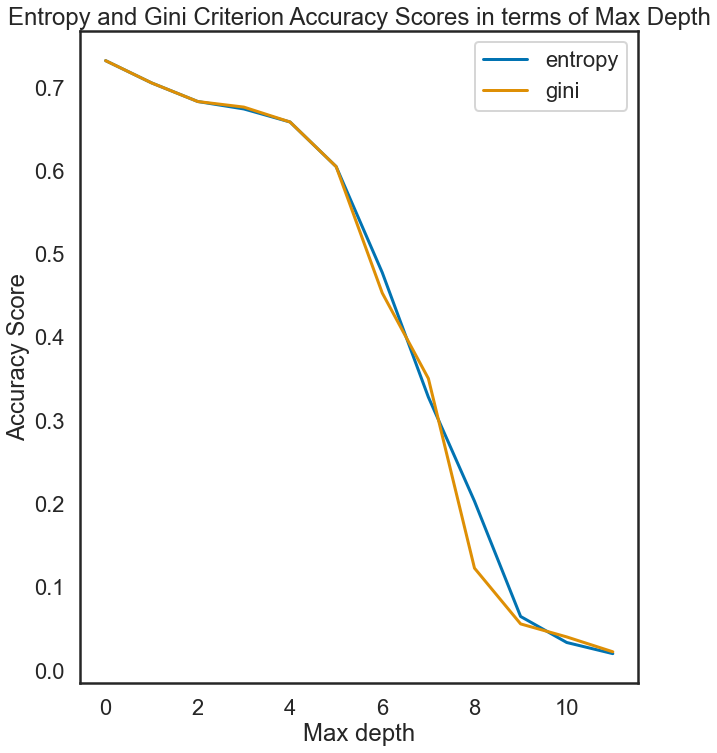 Entropy and Gini Criterion Accuracy Scores in terms of Max Depth
entropy
gini
0.7
0.6
0.5
0.4
0.3
0.2
0.1
0.0
Accuracy Score
0 2 4 6 8 10
Max depth